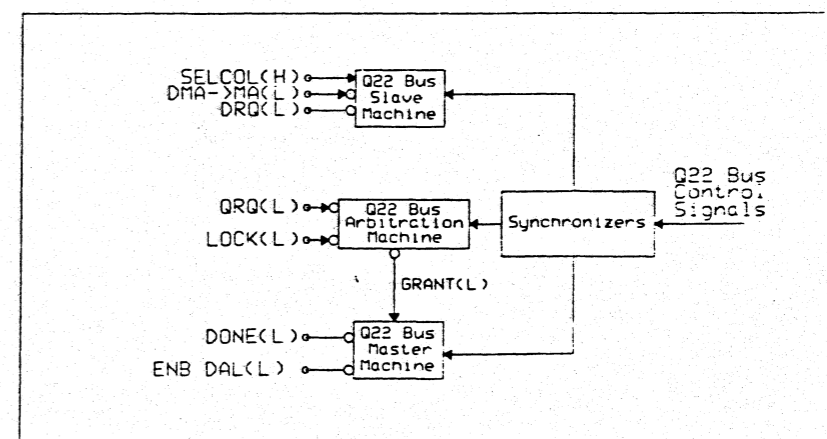 SELCOL(H)
DMA->MA(L)
DRQ(L)
Q22 Bus
Slave
Machine
Q22 Bus
Control
Signals
QRQ(L)
LOCK(L)
Q22 Bus
Arbitration
Machine
Synchronizers
GRANT(L)
DONE(L)
ENB DAL(L)
Q22 Bus
Master
Machine